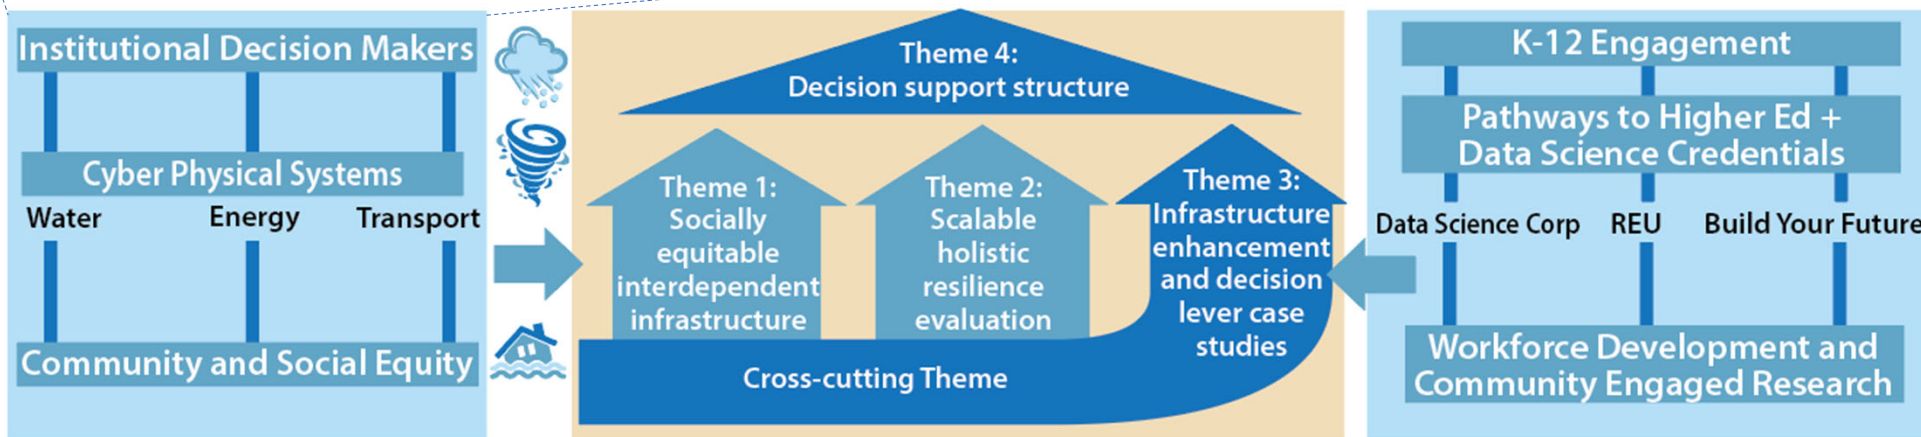 Institutional Decision Makers
Cyber Physical Systems
Water
Energy
Transport
Community and Social Equity
Theme 4:
Decision support structure
Theme 1:
Socially
equitable
interdependent
infrastructure
Theme 2:
Scalable
holistic
resilience
evaluation
Theme 3:
Infrastructure
enhancement
and decision
lever case
studies
Cross-cutting Theme
K-12 Engagement
Pathways to Higher Ed +
Data Science Credentials
Data Science Corp
REU
Build Your Future
Workforce Development and
Community Engaged Research